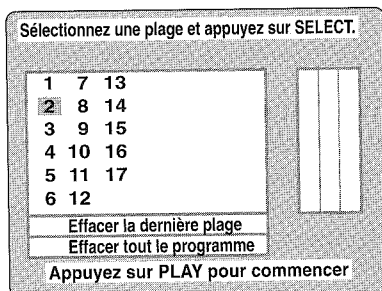 Sélectionnez une plage et appuyez sur SELECT.
1 7 13
2 8 14
3 9 15
4 10 16
5 11 17
6 12
Effacer la dernière plage
Effacer tout le programme
Appuyez sur PLAY pour commencer